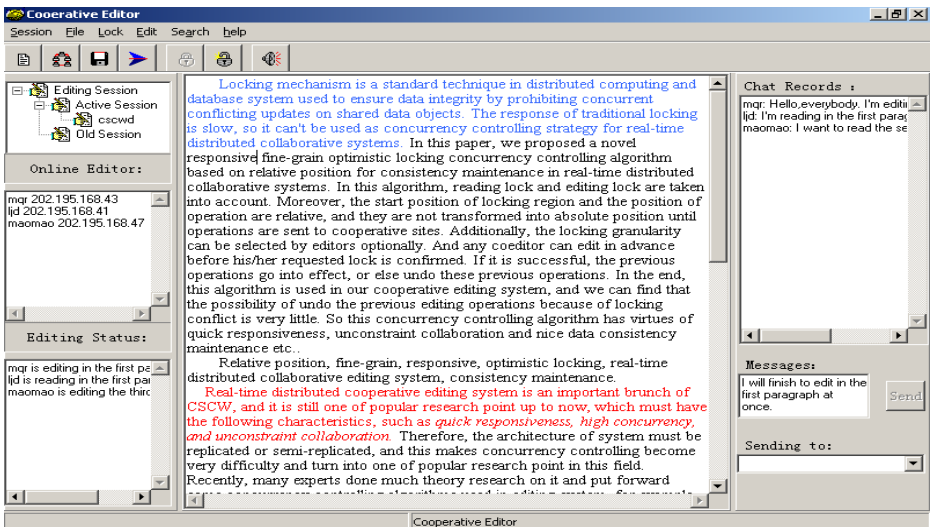 Cooerative Editor
Session File Lock Edit Search help
Editing Session
Active Session
cscwd
Old Session
Online Editor:
mqr 202.195.168.43
ljd 202.195.168.41
maomao 202.195.168.47
Editing Status:
mqr is editing in the first pa
ljd is reading in the first par
maomao is editing the thirc
Locking mechanism is a standard technique in distributed computing and
database system used to ensure data integrity by prohibiting concurrent
conflicting updates on shared data objects. The response of traditional locking
is slow, so it can't be used as concurrency controlling strategy for real-time
distributed collaborative systems. In this paper, we proposed a novel
responsive fine-grain optimistic locking concurrency controlling algorithm
based on relative position for consistency maintenance in real-time distributed
collaborative systems. In this algorithm, reading lock and editing lock are taken
into account. Moreover, the start position of locking region and the position of
operation are relative, and they are not transformed into absolute position until
operations are sent to cooperative sites. Additionally, the locking granularity
can be selected by editors optionally. And any coeditor can edit in advance
before his/her requested lock is confirmed. If it is successful, the previous
operations go into effect, or else undo these previous operations. In the end,
this algorithm is used in our cooperative editing system, and we can find that
the possibility of undo the previous editing operations because of locking
conflict is very little. So this concurrency controlling algorithm has virtues of
quick responsiveness, unconstraint collaboration and nice data consistency
maintenance etc..
Relative position, fine-grain, responsive, optimistic locking, real-time
distributed collaborative editing system, consistency maintenance.
Real-time distributed cooperative editing system is an important brunch of
CSCW, and it is still one of popular research point up to now, which must have
the following characteristics, such as quick responsiveness, high concurrency,
and unconstraint collaboration. Therefore, the architecture of system must be
replicated or semi-replicated, and this makes concurrency controlling become
very difficulty and turn into one of popular research point in this field.
Recently, many experts done much theory research on it and put forward
Chat Records :
mqr: Hello,everybody. I'm editii
ljd: I'm reading in the first parag
maomao: I want to read the se
Messages:
I will finish to edit in the
first paragraph at
once.
Send
Sending to:
Cooperative Editor